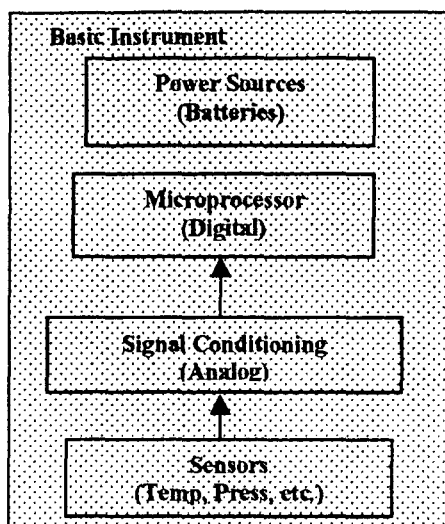 Basic Instrument
Power Sources
(Batteries)
Microprocessor
(Digital)
Signal Conditioning
(Analog)
Sensors
(Temp, Press, etc.)